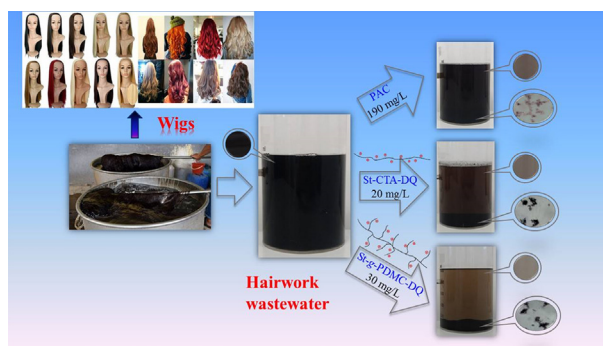 Wigs
PAC
190 mg/L
St-CTA-DQ
20 mg/L
St-g-PDMC-DQ
30 mg/L
Hairwork
wastewater